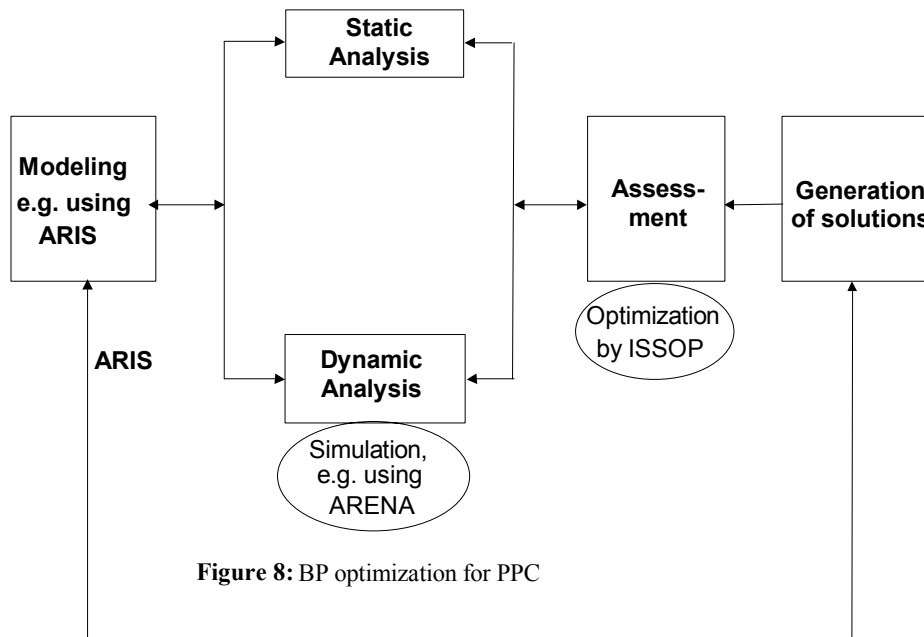 Static
Analysis
Modeling
e.g. using
ARIS
Assess-
ment
Generation
of solutions
Optimization
by ISSOP
ARIS
Dynamic
Analysis
Simulation,
e.g. using
ARENA
Figure 8: BP optimization for PPC